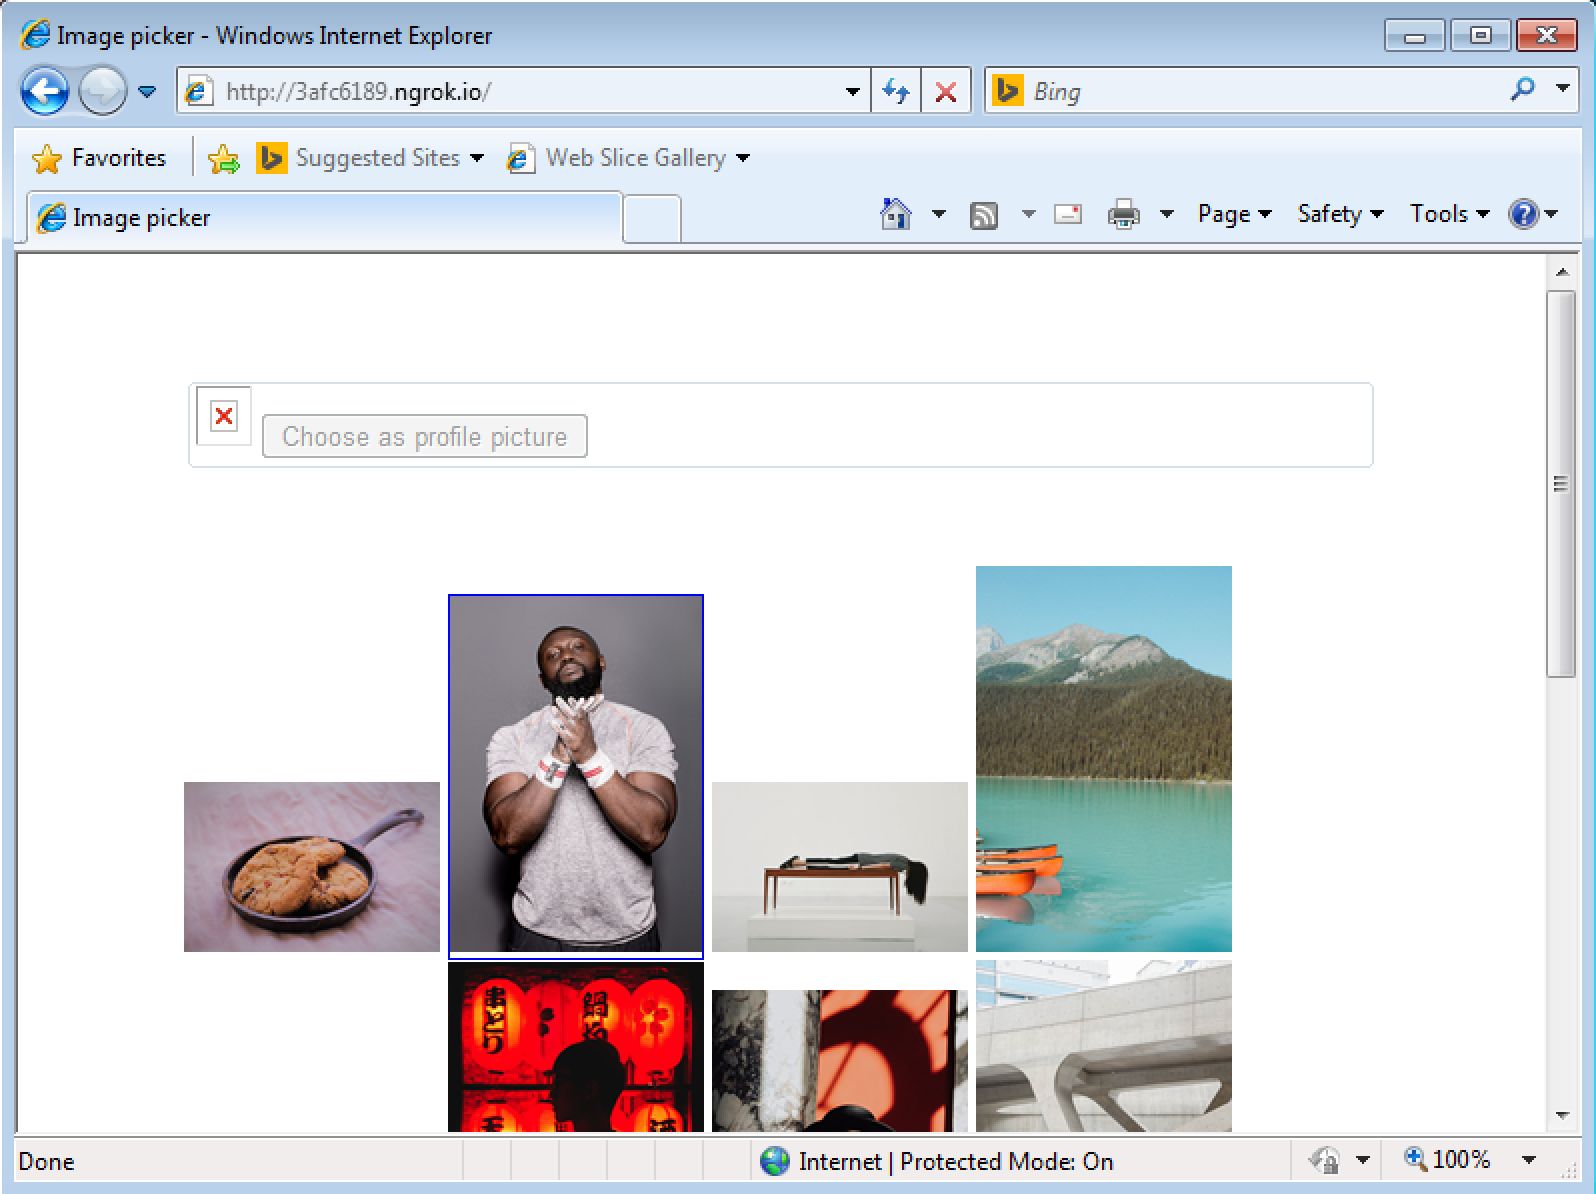 Image picker - Windows Internet Explorer
http://3afc6189.ngrok.io/
Bing
Favorites
Suggested Sites
Web Slice Gallery
Image picker
Page
Safety
Tools
Choose as profile picture
Done
Internet | Protected Mode: On
100%